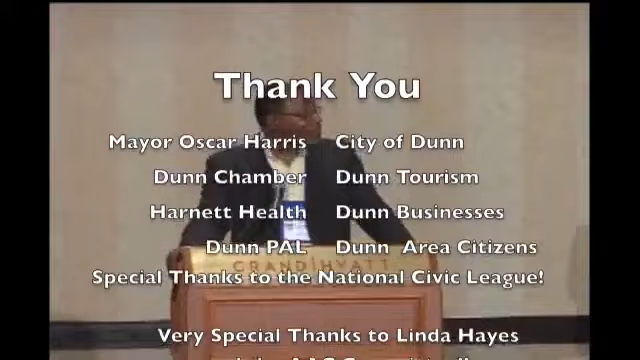 Thank You
Mayor Oscar Harris City of Dunn
Dunn Chamber Dunn Tourism
Harnett Health Dunn Businesses
Dunn PAL Dunn Area Citizens
GRAND HYATT
Special Thanks to the National Civic League!
Very Special Thanks to Linda Hayes